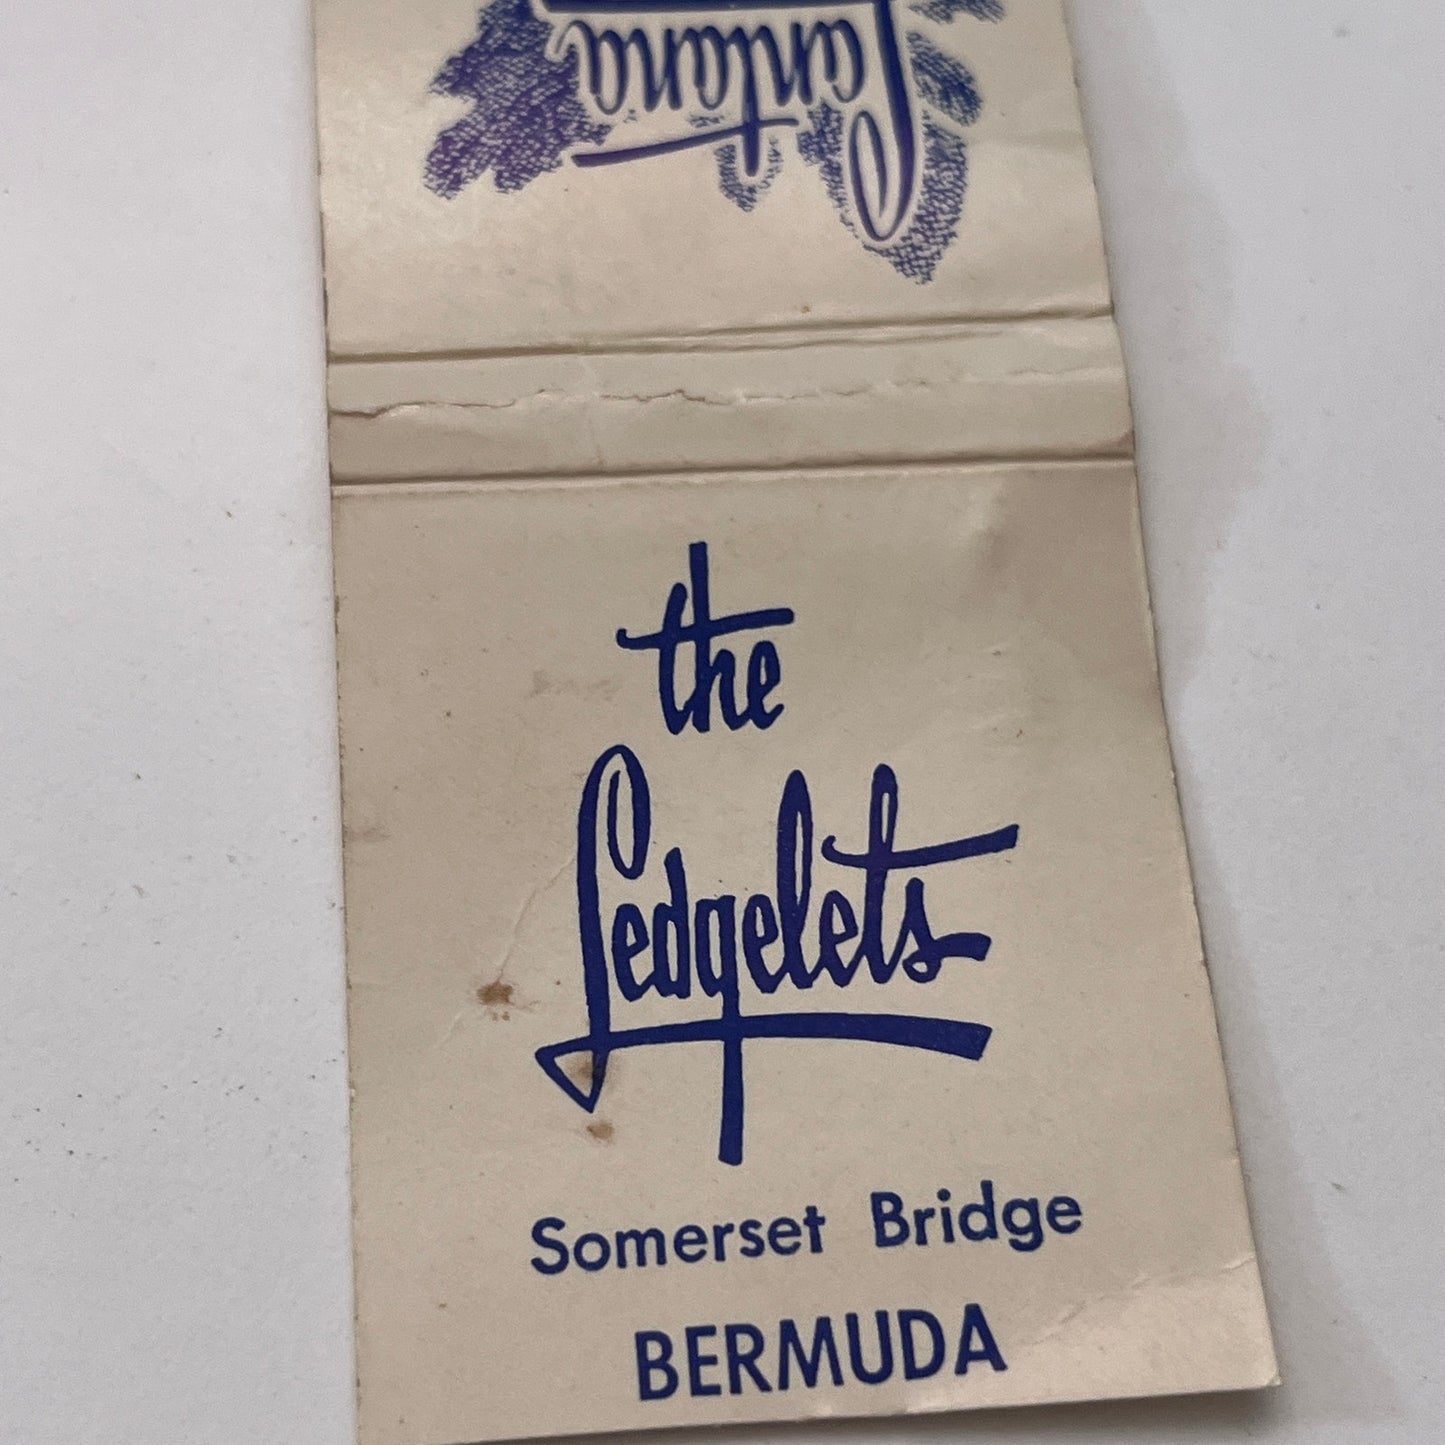 Lantana
the
Ledgelets
Somerset Bridge
BERMUDA